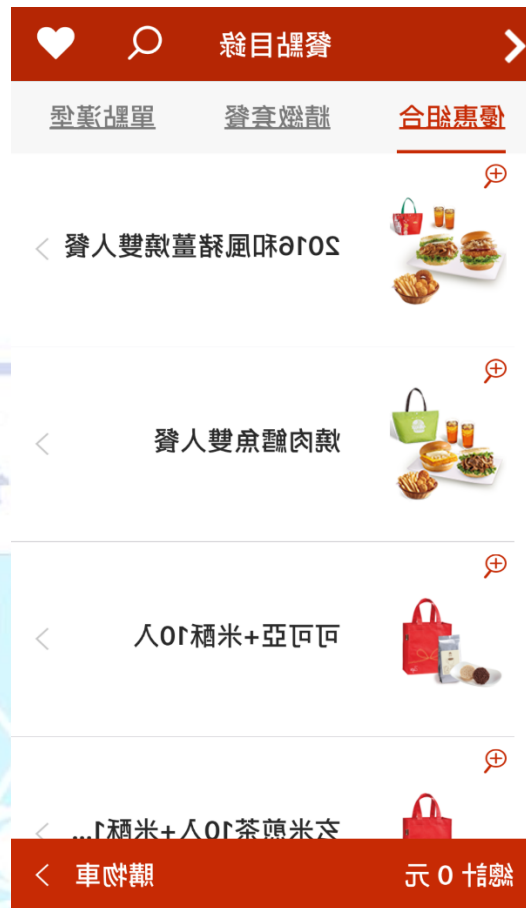 餐點目錄
優惠組合
精緻套餐
單點漢堡
2016和風豬薑燒雙人餐
燒肉鱈魚雙人餐
可可亞+米酥10入
玄米煎茶10入+米酥1...
總計 0 元
購物車